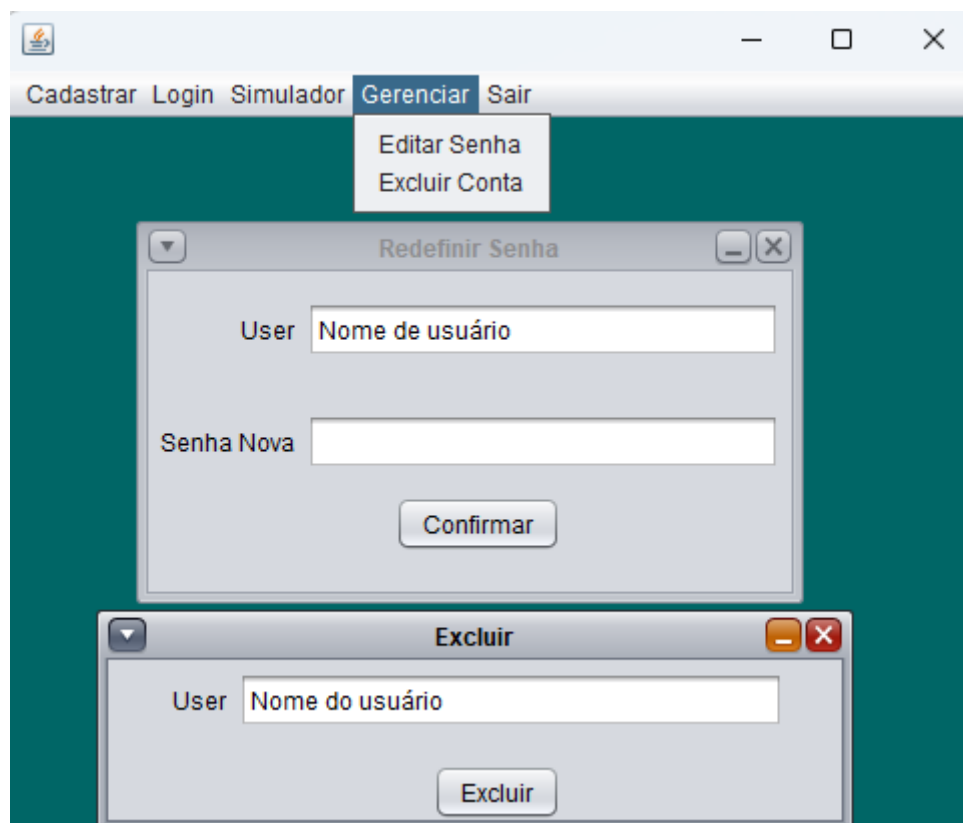 Cadastrar Login Simulador Gerenciar Sair
Editar Senha
Excluir Conta
Redefinir Senha
User Nome de usuário
Senha Nova
Confirmar
Excluir
User Nome do usuário
Excluir